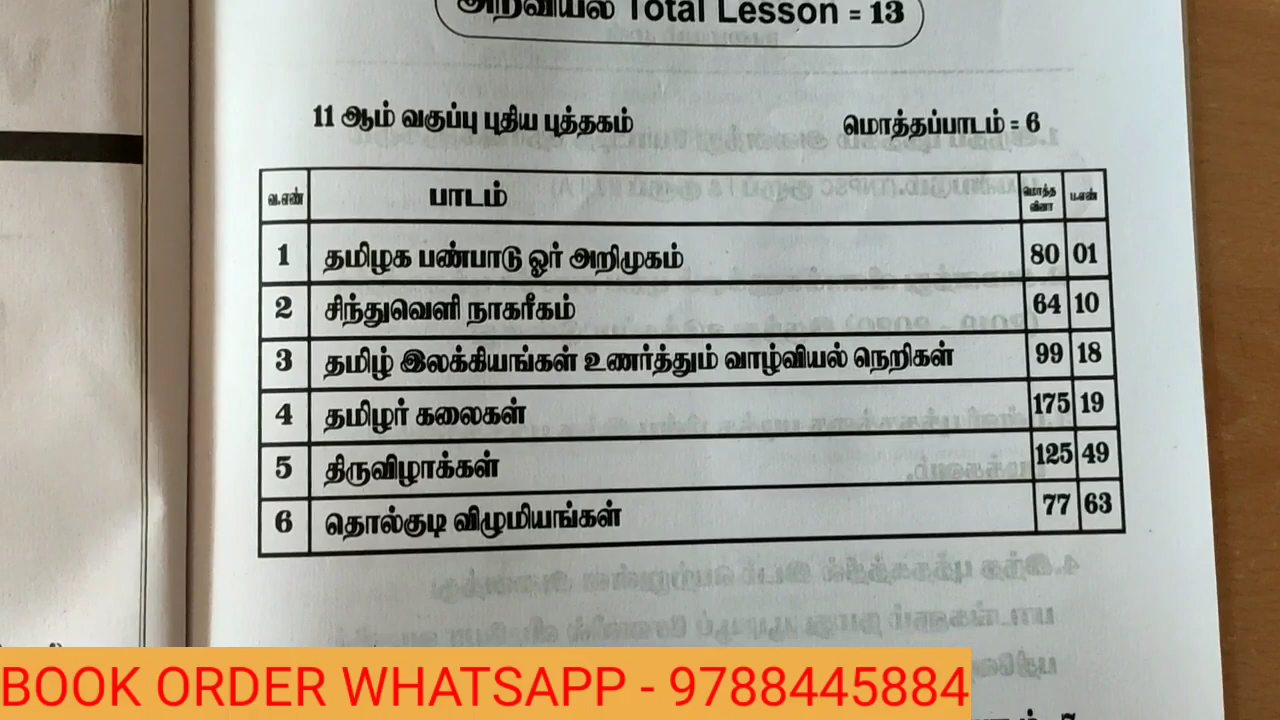 அறவியல் Total Lesson = 13
11 ஆம் வகுப்பு புதிய புத்தகம் மொத்தப்பாடம் = 6
வ.எண் பாடம் மொத்த வினா ப.எண்
1 தமிழக பண்பாடு ஓர் அறிமுகம் 80 01
2 சிந்துவெளி நாகரீகம் 64 10
3 தமிழ் இலக்கியங்கள் உணர்த்தும் வாழ்வியல் நெறிகள் 99 18
4 தமிழர் கலைகள் 175 19
5 திருவிழாக்கள் 125 49
6 தொல்குடி விழுமியங்கள் 77 63
BOOK ORDER WHATSAPP - 9788445884